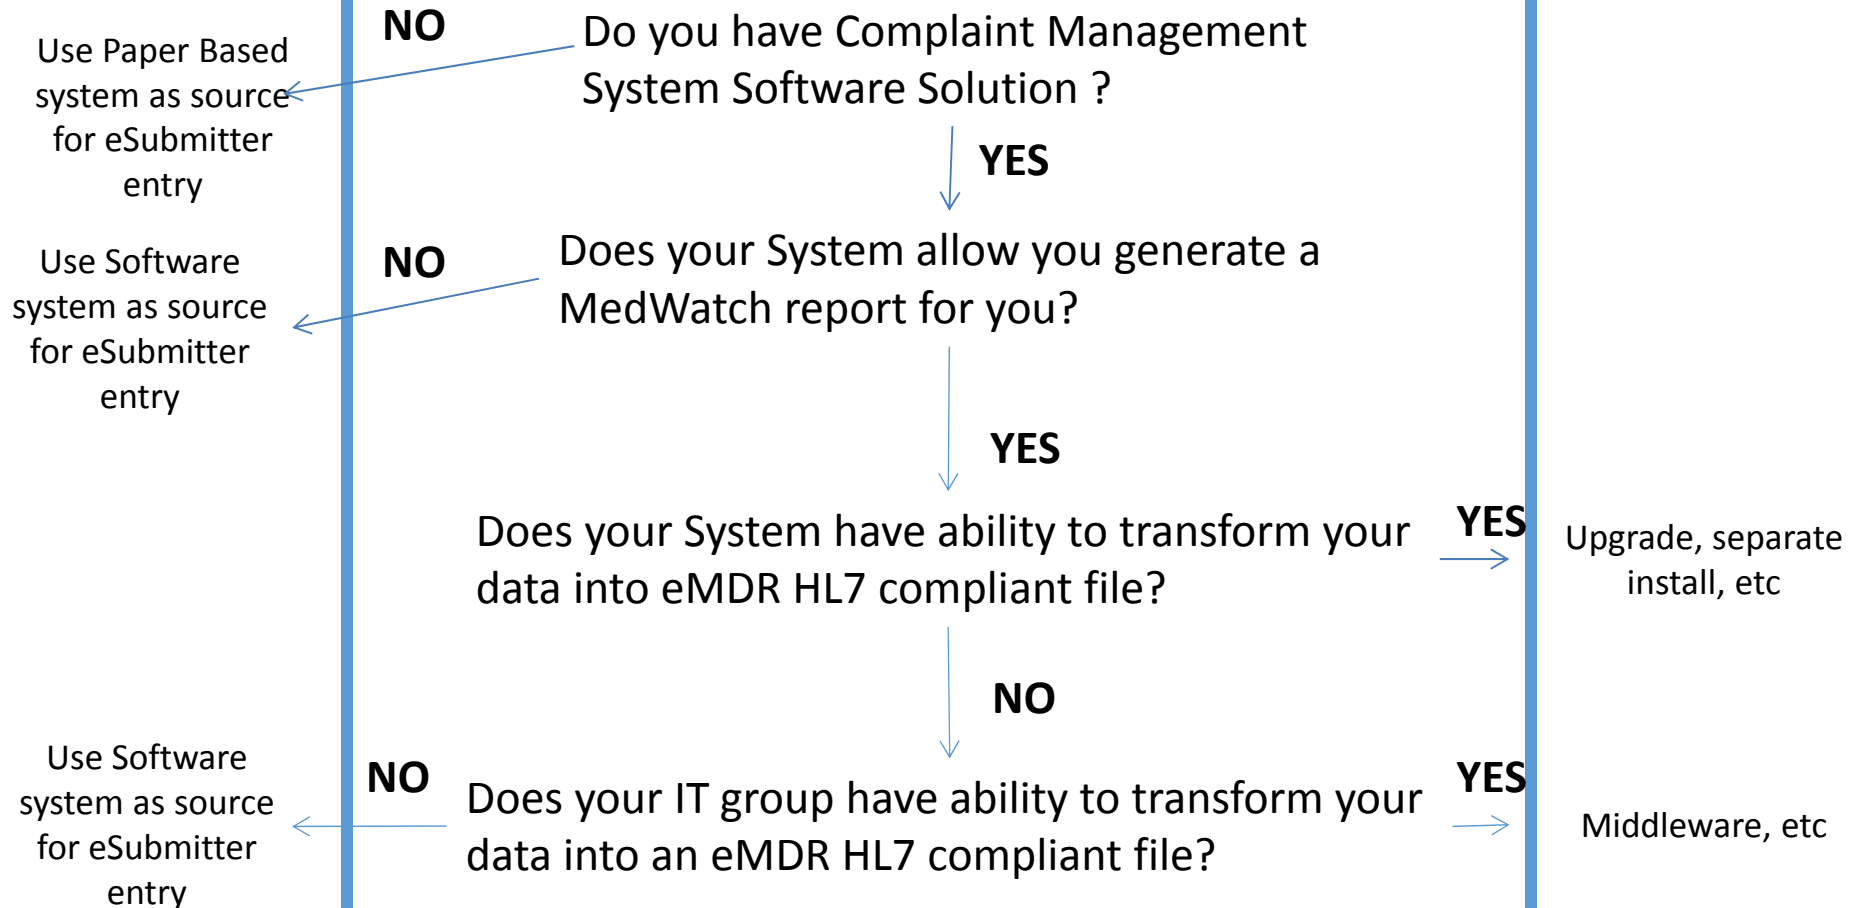 NO
Do you have Complaint Management
System Software Solution ?
Use Paper Based
system as source
for eSubmitter
entry
YES
NO
Does your System allow you generate a
MedWatch report for you?
Use Software
system as source
for eSubmitter
entry
YES
Does your System have ability to transform your
data into eMDR HL7 compliant file?
YES
Upgrade, separate
install, etc
NO
Use Software
system as source
for eSubmitter
entry
NO
Does your IT group have ability to transform your
data into an eMDR HL7 compliant file?
YES
Middleware, etc